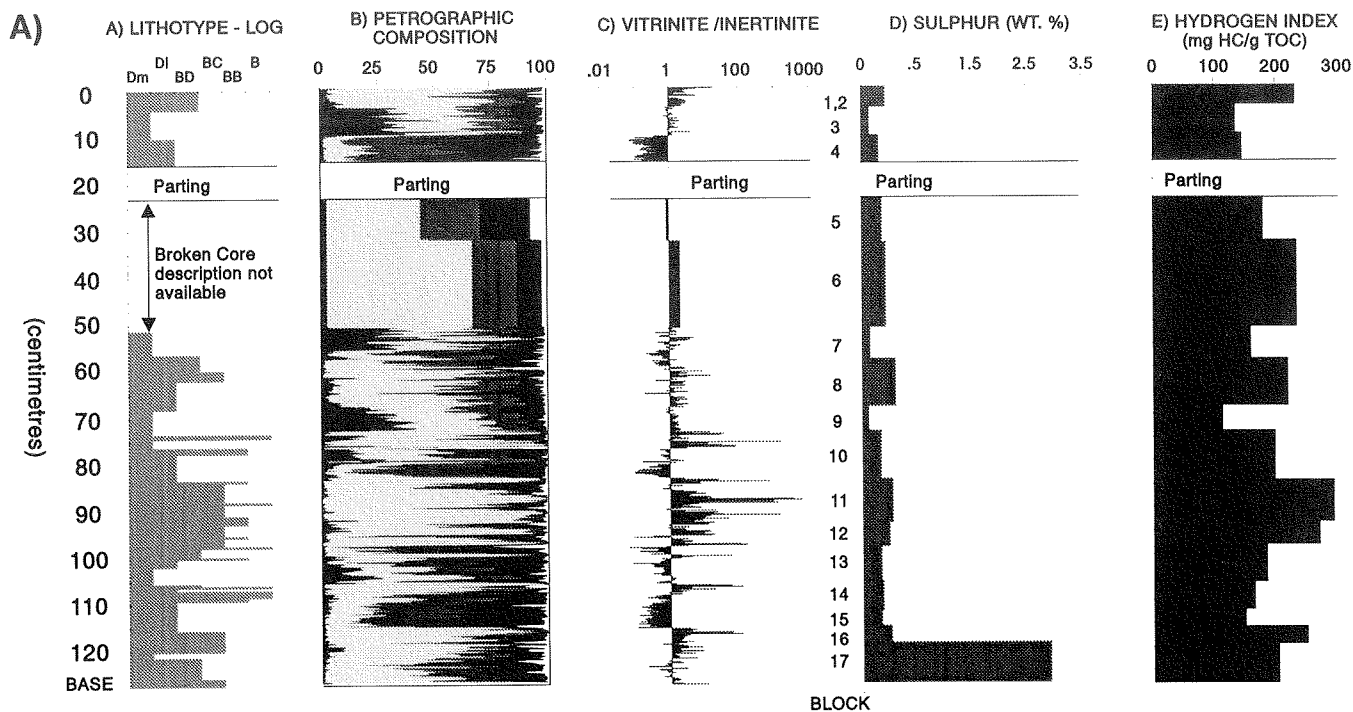 A)
A) LITHOTYPE - LOG
DI BC B
Dm BD BB
B) PETROGRAPHIC
COMPOSITION
0 25 50 75 100
C) VITRINITE /INERTINITE
.01 1 100 1000
D) SULPHUR (WT. %)
0 .5 1.5 2.5 3.5
E) HYDROGEN INDEX
(mg HC/g TOC)
0 100 200 300
0
10
20
30
40
50
60
70
80
90
100
110
120
BASE
(centimetres)
Parting
Broken Core
description not
available
Parting
Parting
Parting
Parting
1,2
3
4
5
6
7
8
9
10
11
12
13
14
15
16
17
BLOCK